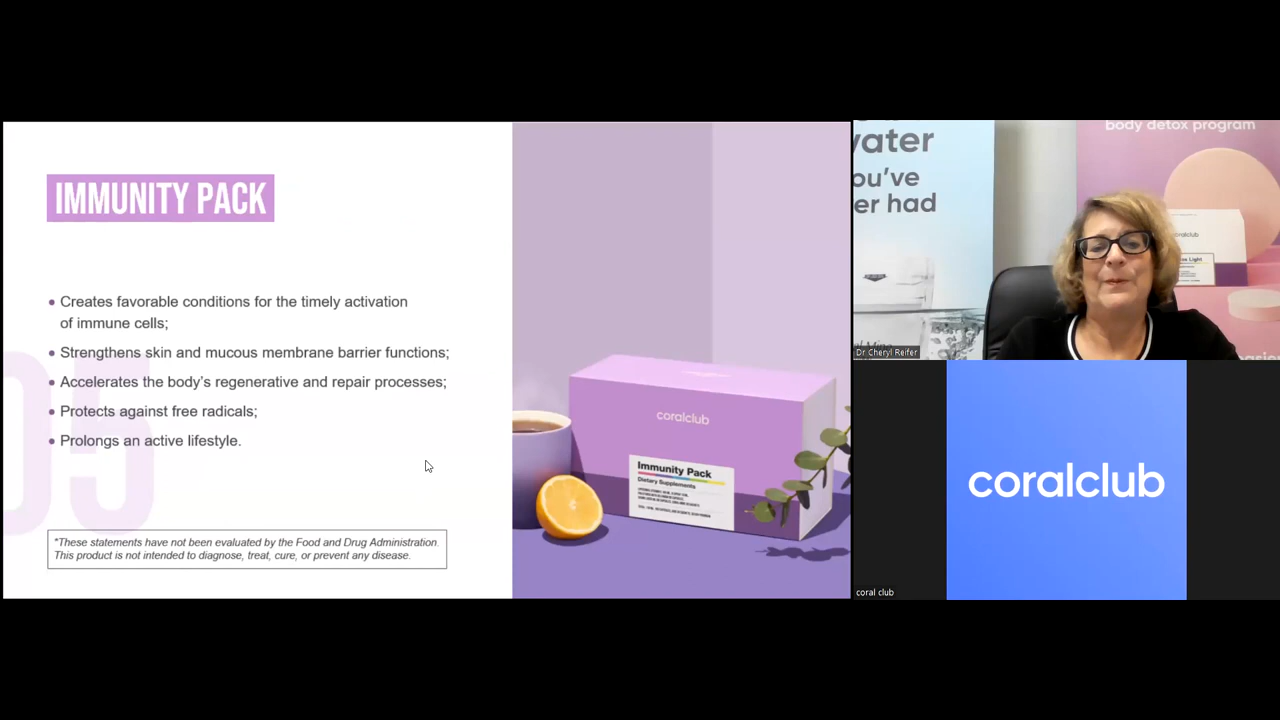 IMMUNITY PACK
• Creates favorable conditions for the timely activation
of immune cells;
• Strengthens skin and mucous membrane barrier functions;
• Accelerates the body's regenerative and repair processes;
• Protects against free radicals;
• Prolongs an active lifestyle.
05
*These statements have not been evaluated by the Food and Drug Administration.
This product is not intended to diagnose, treat, cure, or prevent any disease.
coralclub
Immunity Pack
Dietary Supplements
body detox program
ou've
er had
coralclub
Light
Dr Cheryl Reifer
coralclub
coral club